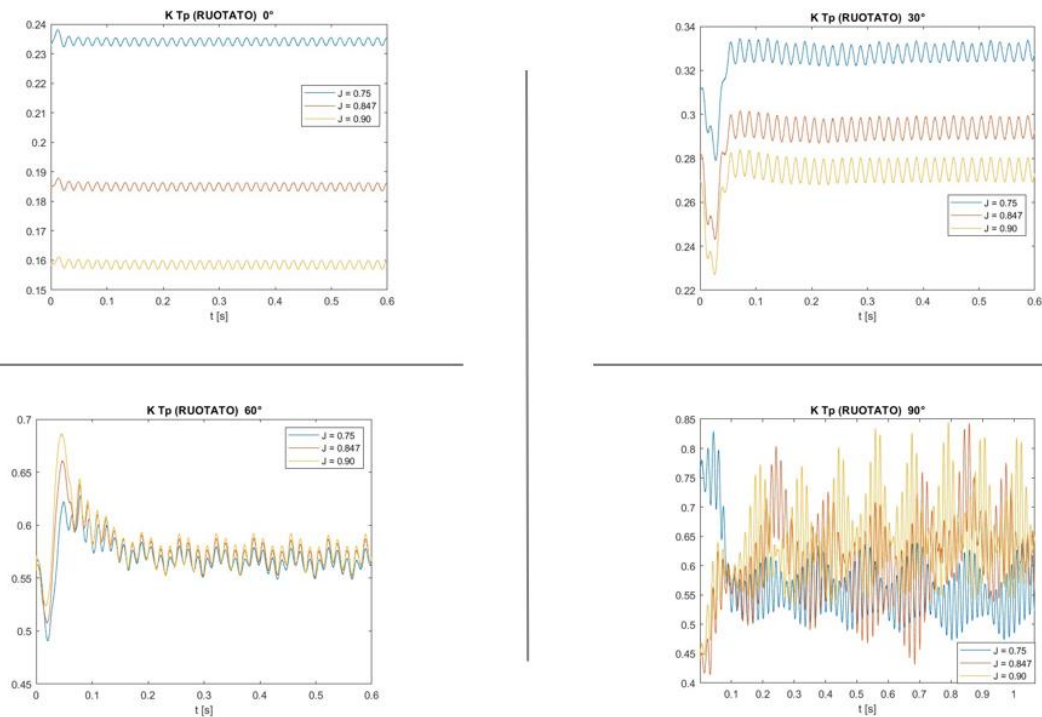 K Tp (RUOTATO) 0°
0.24
0.23
0.22
0.21
0.2
0.19
0.18
0.17
0.16
0.15
J = 0.75
J = 0.847
J = 0.90
0 0.1 0.2 0.3 0.4 0.5 0.6
t [s]
K Tp (RUOTATO) 30°
0.34
0.32
0.3
0.28
0.26
0.24
0.22
J = 0.75
J = 0.847
J = 0.90
0 0.1 0.2 0.3 0.4 0.5 0.6
t [s]
K Tp (RUOTATO) 60°
0.7
0.65
0.6
0.55
0.5
0.45
J = 0.75
J = 0.847
J = 0.90
0 0.1 0.2 0.3 0.4 0.5 0.6
t [s]
K Tp (RUOTATO) 90°
0.85
0.8
0.75
0.7
0.65
0.6
0.55
0.5
0.45
0.4
J = 0.75
J = 0.847
J = 0.90
0.1 0.2 0.3 0.4 0.5 0.6 0.7 0.8 0.9 1
t [s]